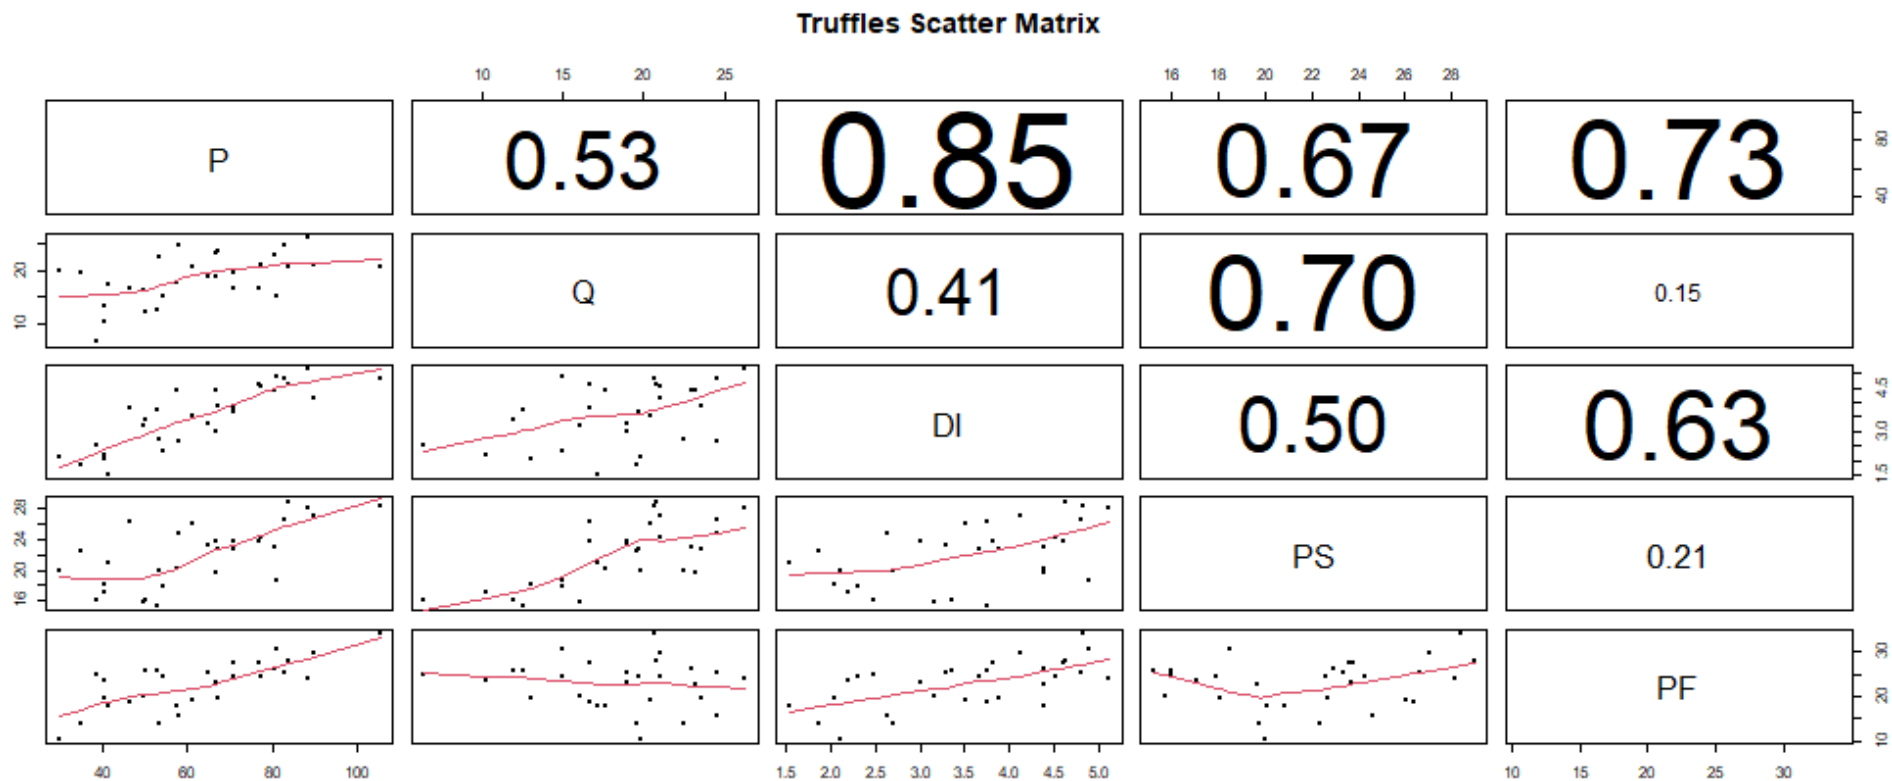 Truffles Scatter Matrix
10 15 20 25
16 18 20 22 24 26 28
P 0.53 0.85 0.67 0.73
40 80
10 20
Q 0.41 0.70 0.15
DI 0.50 0.63
1.5 3.0 4.5
16 20 24 28
PS 0.21
PF
10 20 30
40 60 80 100
1.5 2.0 2.5 3.0 3.5 4.0 4.5 5.0
10 15 20 25 30